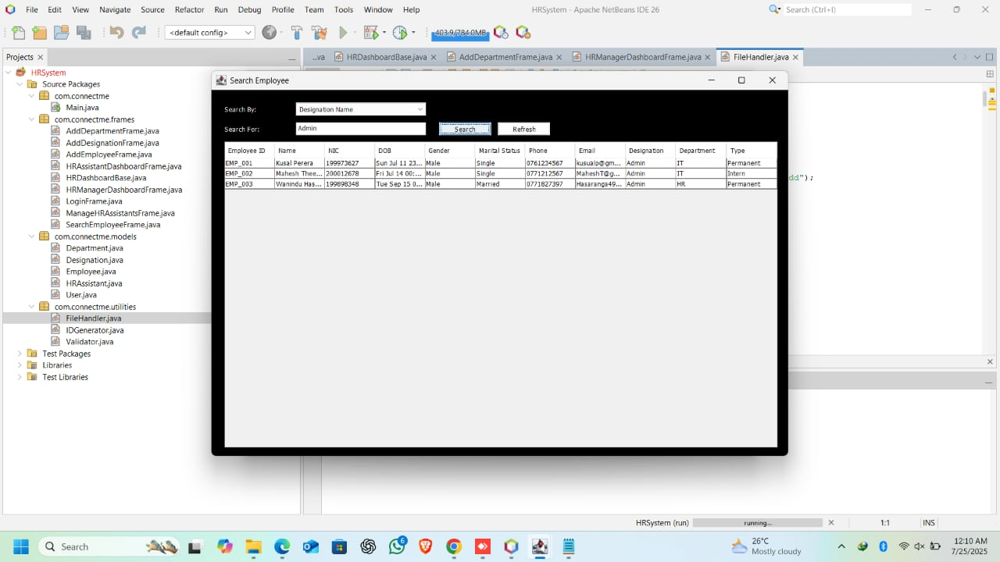 File Edit View Navigate Source Refactor Run Debug Profile Team Tools Window Help HRSystem - Apache NetBeans IDE 26 Search (Ctrl+I)
<default config> 403.9/784.0MB
Projects ...va HRDashboardBase.java AddDepartmentFrame.java HRManagerDashboardFrame.java FileHandler.java
HRSystem
Source Packages
com.connectme
Main.java
com.connectme.frames
AddDepartmentFrame.java
AddDesignationFrame.java
AddEmployeeFrame.java
HRAssistantDashboardFrame.java
HRDashboardBase.java
HRManagerDashboardFrame.java
LoginFrame.java
ManageHRAssistantsFrame.java
SearchEmployeeFrame.java
com.connectme.models
Department.java
Designation.java
Employee.java
HRAssistant.java
User.java
com.connectme.utilities
FileHandler.java
IDGenerator.java
Validator.java
Test Packages
Libraries
Test Libraries
Search Employee
Search By: Designation Name
Search For: Admin Search Refresh
Employee ID Name NIC DOB Gender Marital Status Phone Email Designation Department Type
EMP_001 Kusal Perera 199973627 Sun Jul 11 23... Male Single 0761234567 kusualp@gm... Admin IT Permanent
EMP_002 Mahesh Thee... 200012678 Fri Jul 14 00:... Male Single 0771212567 MaheshT@g... Admin IT Intern
EMP_003 Wanindu Has... 199898348 Tue Sep 15 0... Male Married 0771827397 Hasaranga49... Admin HR Permanent
dd");
HRSystem (run) running... 1:1 INS
Search 6 26°C 12:10 AM
Mostly cloudy 7/25/2025